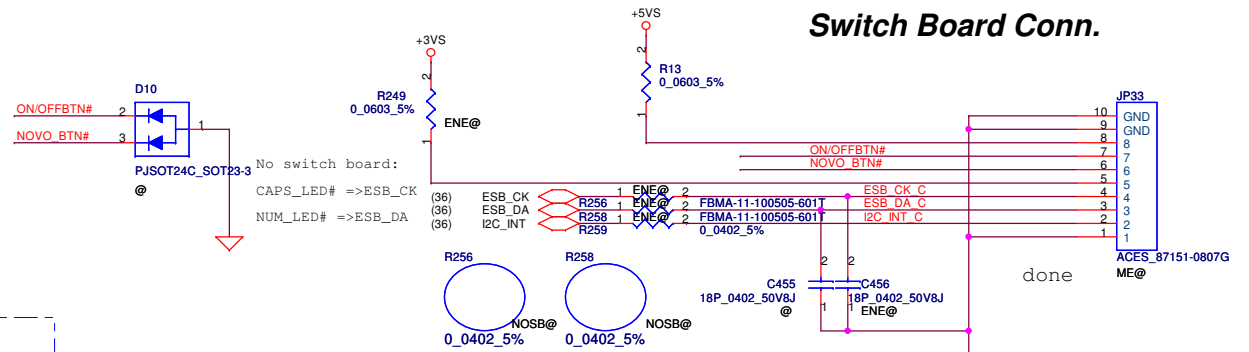 Switch Board Conn.
+5VS
+3VS
2
R13
0_0603_5%
1
2
R249
0_0603_5%
ENE@
1
D10
ON/OFFBTN#
2
1
NOVO_BTN#
3
PJSOT24C_SOT23-3
@
No switch board:
CAPS_LED# =>ESB_CK
NUM_LED# =>ESB_DA
(36)
ESB_CK
(36)
ESB_DA
(36)
I2C_INT
1
ENE@
2
R256
FBMA-11-100505-601T
1
ENE@
2
R258
FBMA-11-100505-601T
1
ENE@
2
R259
0_0402_5%
ON/OFFBTN#
NOVO_BTN#
ESB_CK_C
ESB_DA_C
I2C_INT_C
JP33
10
GND
9
GND
8
8
7
7
6
6
5
5
4
4
3
3
2
2
1
1
ACES_87151-0807G
ME@
done
R256
NOSB@
0_0402_5%
R258
NOSB@
0_0402_5%
2
C455
18P_0402_50V8J
@
1
2
C456
18P_0402_50V8J
ENE@
1